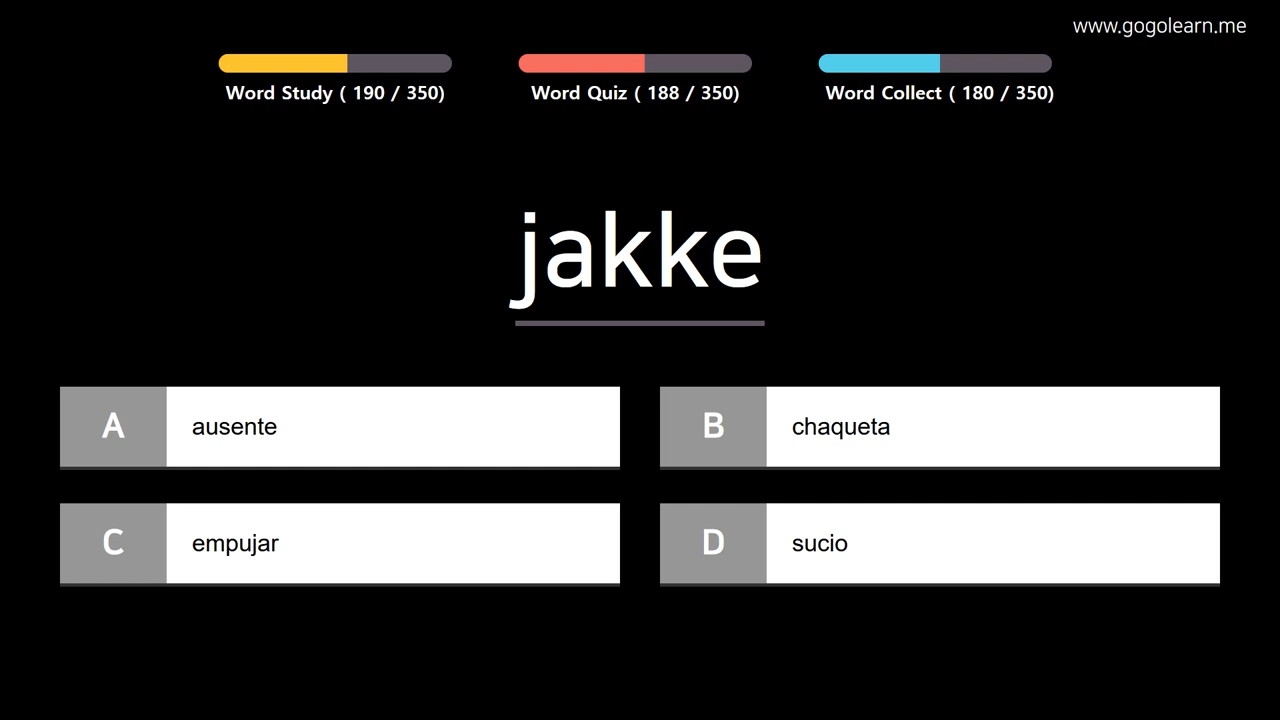 www.gogolearn.me
Word Study ( 190 / 350)
Word Quiz ( 188 / 350)
Word Collect ( 180 / 350)
jakke
A ausente
B chaqueta
C empujar
D sucio